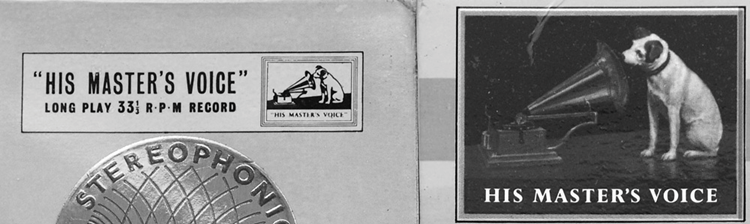 "HIS MASTER'S VOICE"
LONG PLAY 33⅓ R·P·M RECORD
"HIS MASTER'S VOICE"
STEREOPHONIC
HIS MASTER'S VOICE